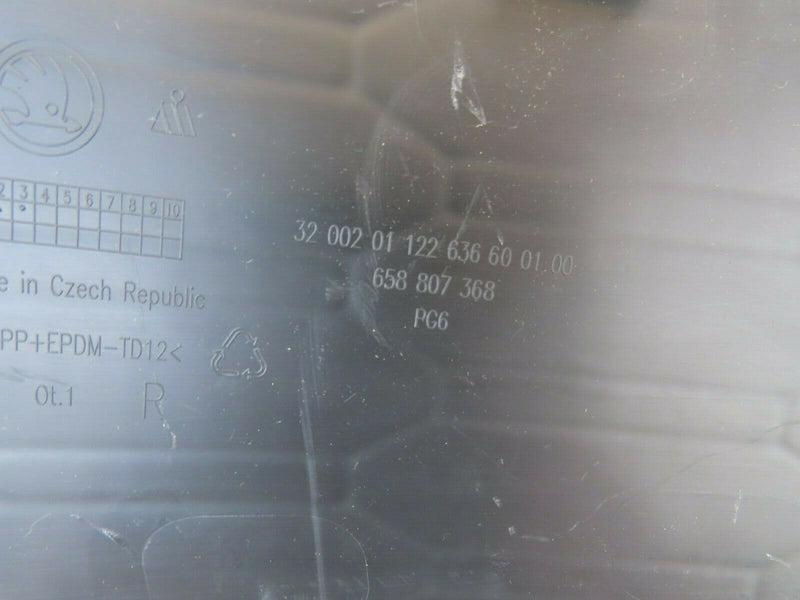 2 3 4 5 6 7 8 9 10
32 002 01 122 636 60 01.00
e in Czech Republic
658 807 368
PP+EPDM-TD12<
PG6
Ot.1 R